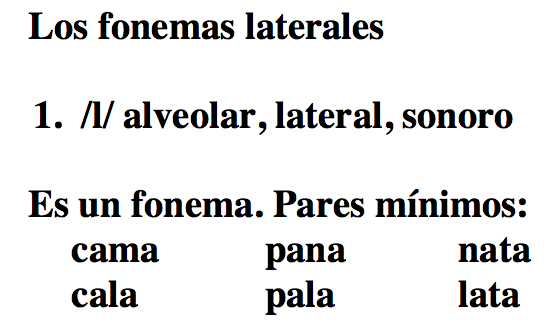 Los fonemas laterales
1. /l/ alveolar, lateral, sonoro
Es un fonema. Pares mínimos:
cama pana nata
cala pala lata